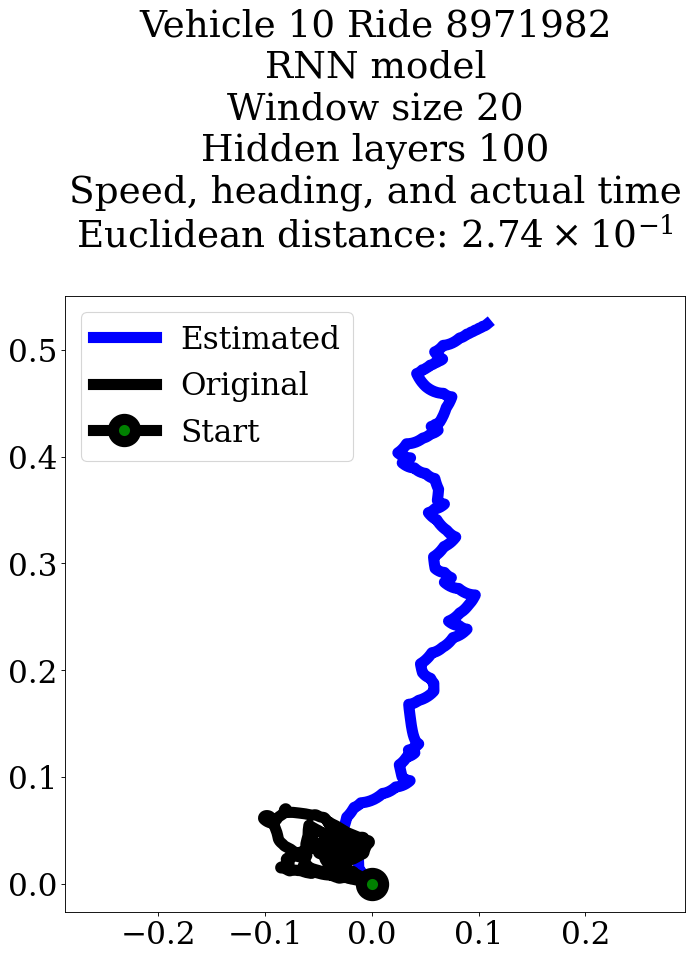 Vehicle 10 Ride 8971982
RNN model
Window size 20
Hidden layers 100
Speed, heading, and actual time
Euclidean distance: 2.74 × 10⁻¹
Estimated
Original
Start
0.5
0.4
0.3
0.2
0.1
0.0
−0.2
−0.1
0.0
0.1
0.2